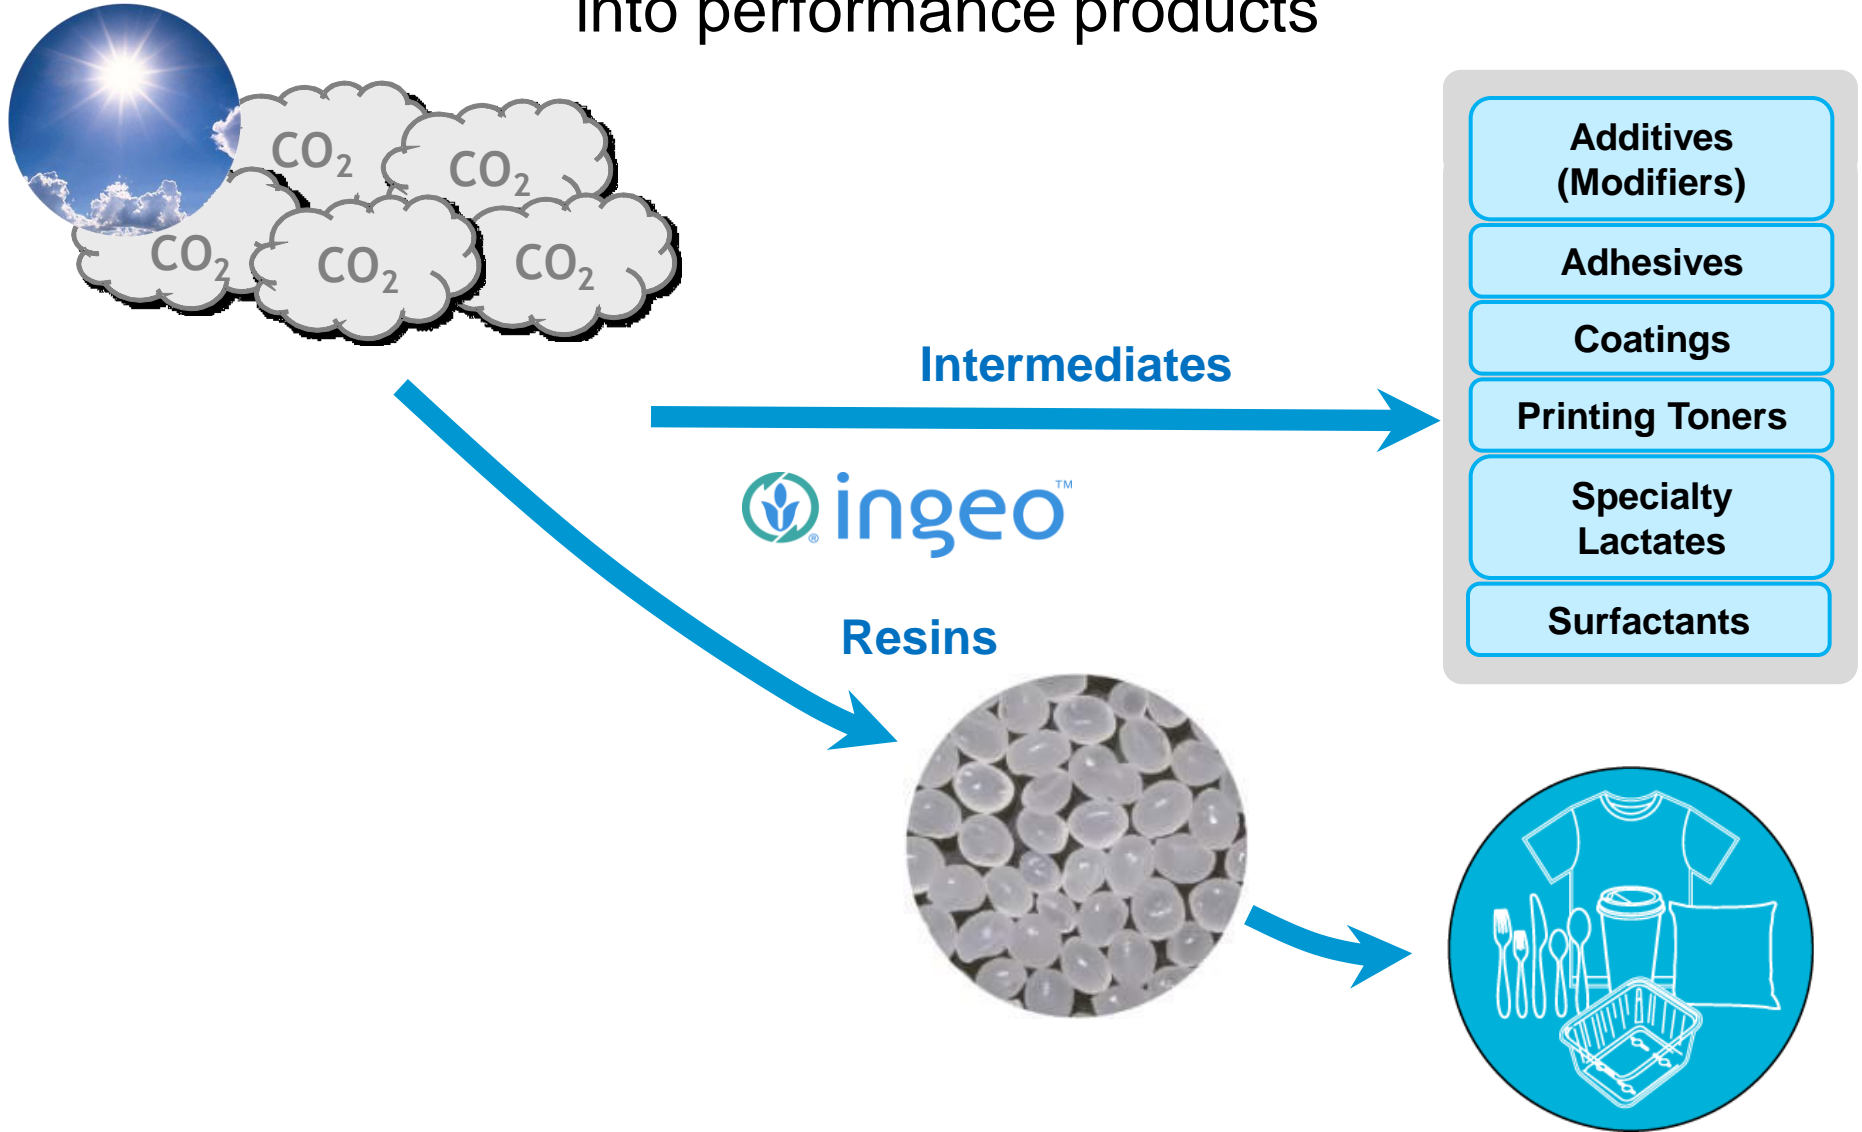 into performance products
CO₂
CO₂
CO₂
CO₂
CO₂
Intermediates
ingeo™
®
Resins
Additives
(Modifiers)
Adhesives
Coatings
Printing Toners
Specialty
Lactates
Surfactants